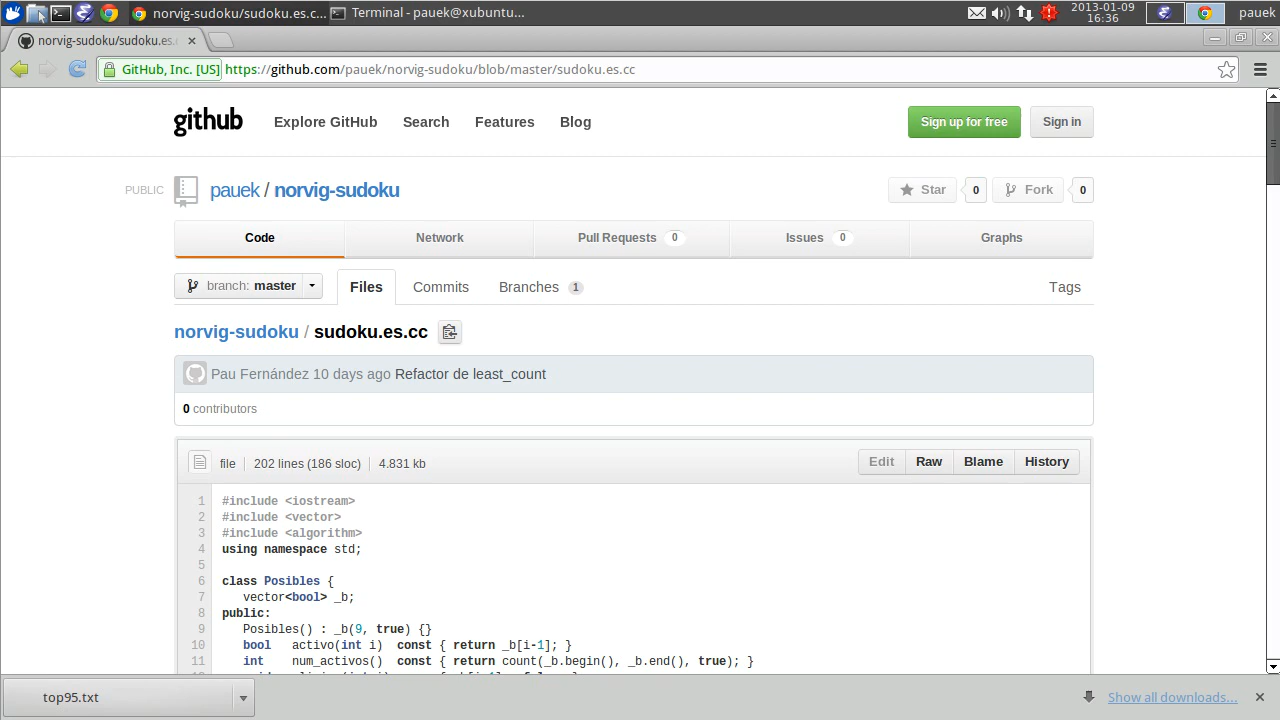 norvig-sudoku/sudoku.es.c... Terminal - pauek@xubuntu... 2013-01-09 16:36 pauek
norvig-sudoku/sudoku.es.c
GitHub, Inc. [US] https://github.com/pauek/norvig-sudoku/blob/master/sudoku.es.cc
github Explore GitHub Search Features Blog Sign up for free Sign in
PUBLIC pauek / norvig-sudoku Star 0 Fork 0
Code Network Pull Requests 0 Issues 0 Graphs
branch: master Files Commits Branches 1 Tags
norvig-sudoku / sudoku.es.cc
Pau Fernández 10 days ago Refactor de least_count
0 contributors
file 202 lines (186 sloc) 4.831 kb Edit Raw Blame History
1 #include <iostream>
2 #include <vector>
3 #include <algorithm>
4 using namespace std;
5
6 class Posibles {
7 vector<bool> _b;
8 public:
9 Posibles() : _b(9, true) {}
10 bool activo(int i) const { return _b[i-1]; }
11 int num_activos() const { return count(_b.begin(), _b.end(), true); }
top95.txt Show all downloads...